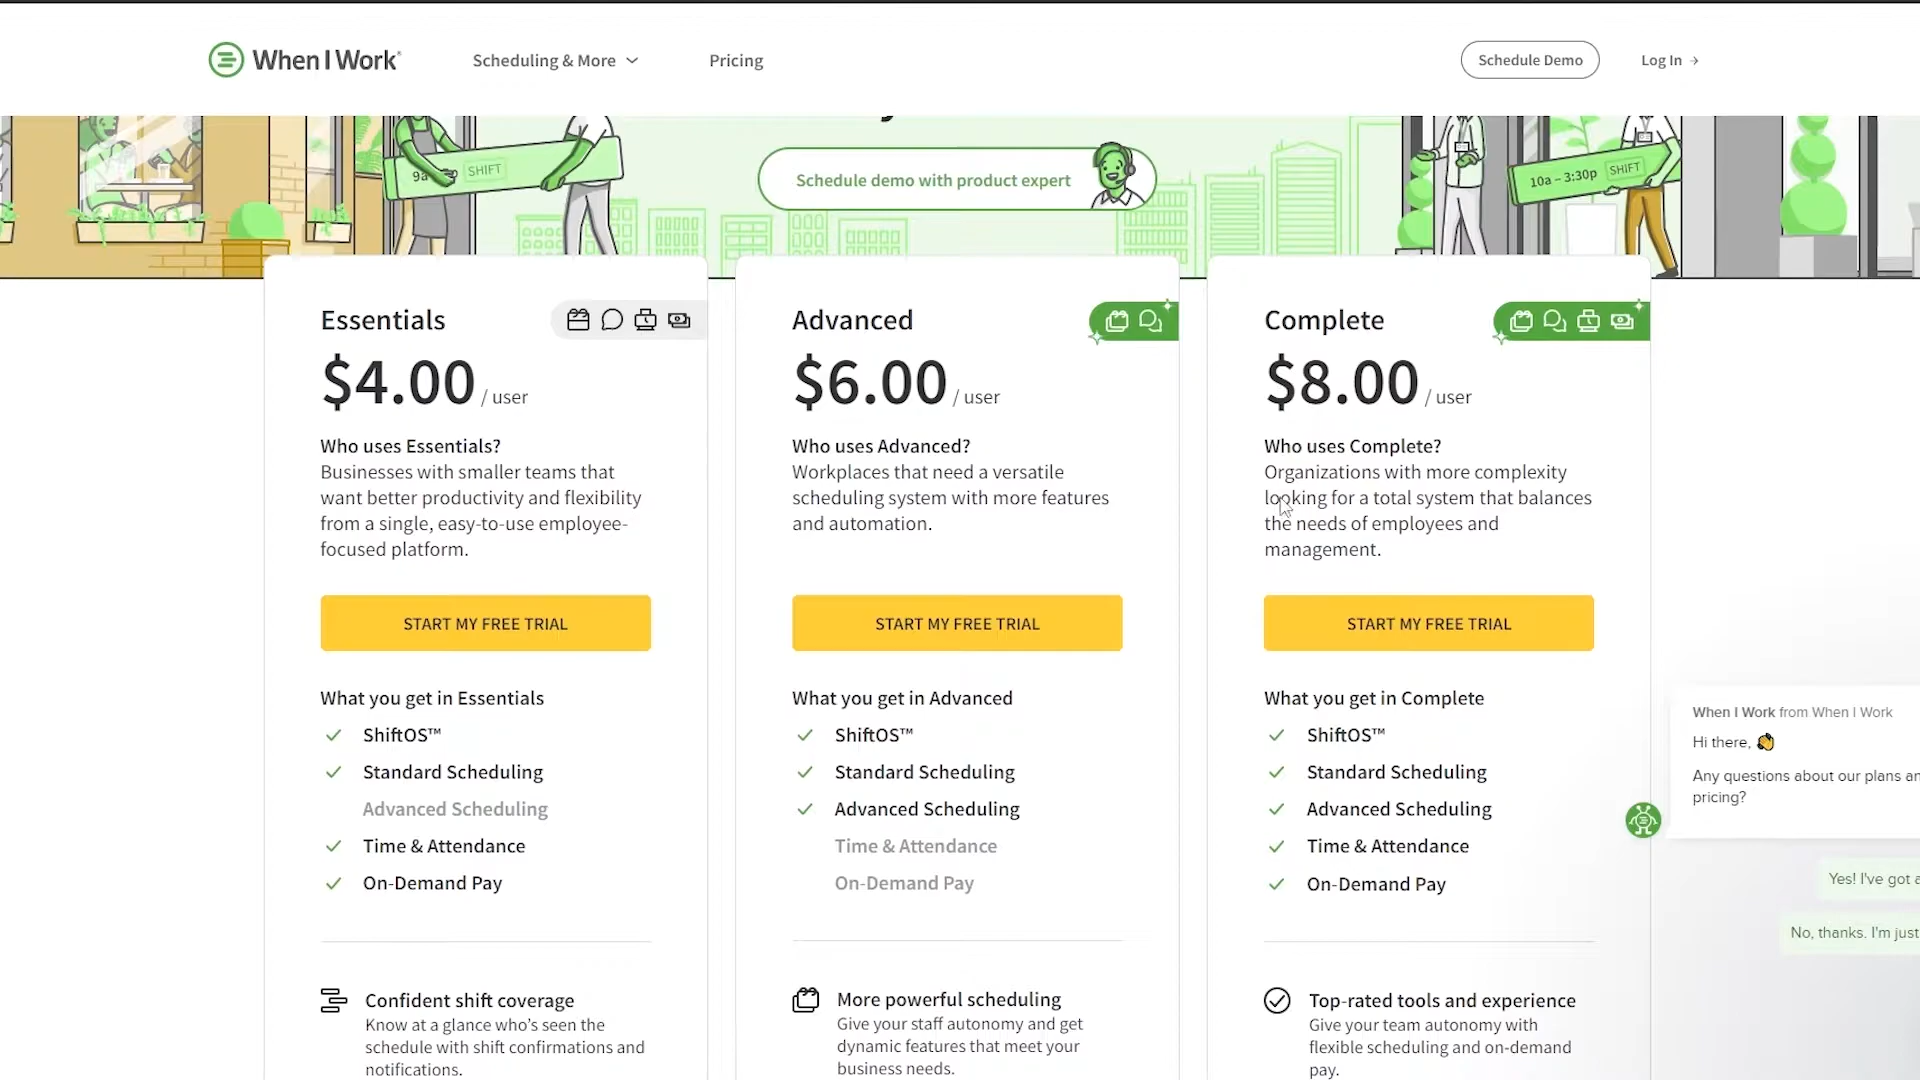 When I Work
Scheduling & More
Pricing
Schedule Demo
Log In →
SHIFT
Schedule demo with product expert
10a – 3:30p
SHIFT
Essentials
$4.00 / user
Who uses Essentials?
Businesses with smaller teams that
want better productivity and flexibility
from a single, easy-to-use employee-
focused platform.
START MY FREE TRIAL
What you get in Essentials
ShiftOS™
Standard Scheduling
Advanced Scheduling
Time & Attendance
On-Demand Pay
Confident shift coverage
Know at a glance who’s seen the
schedule with shift confirmations and
notifications.
Advanced
$6.00 / user
Who uses Advanced?
Workplaces that need a versatile
scheduling system with more features
and automation.
START MY FREE TRIAL
What you get in Advanced
ShiftOS™
Standard Scheduling
Advanced Scheduling
Time & Attendance
On-Demand Pay
More powerful scheduling
Give your staff autonomy and get
dynamic features that meet your
business needs.
Complete
$8.00 / user
Who uses Complete?
Organizations with more complexity
looking for a total system that balances
the needs of employees and
management.
START MY FREE TRIAL
What you get in Complete
ShiftOS™
Standard Scheduling
Advanced Scheduling
Time & Attendance
On-Demand Pay
Top-rated tools and experience
Give your team autonomy with
flexible scheduling and on-demand
pay.
When I Work from When I Work
Hi there, 👋
Any questions about our plans
pricing?
Yes! I've got
No, thanks. I'm just